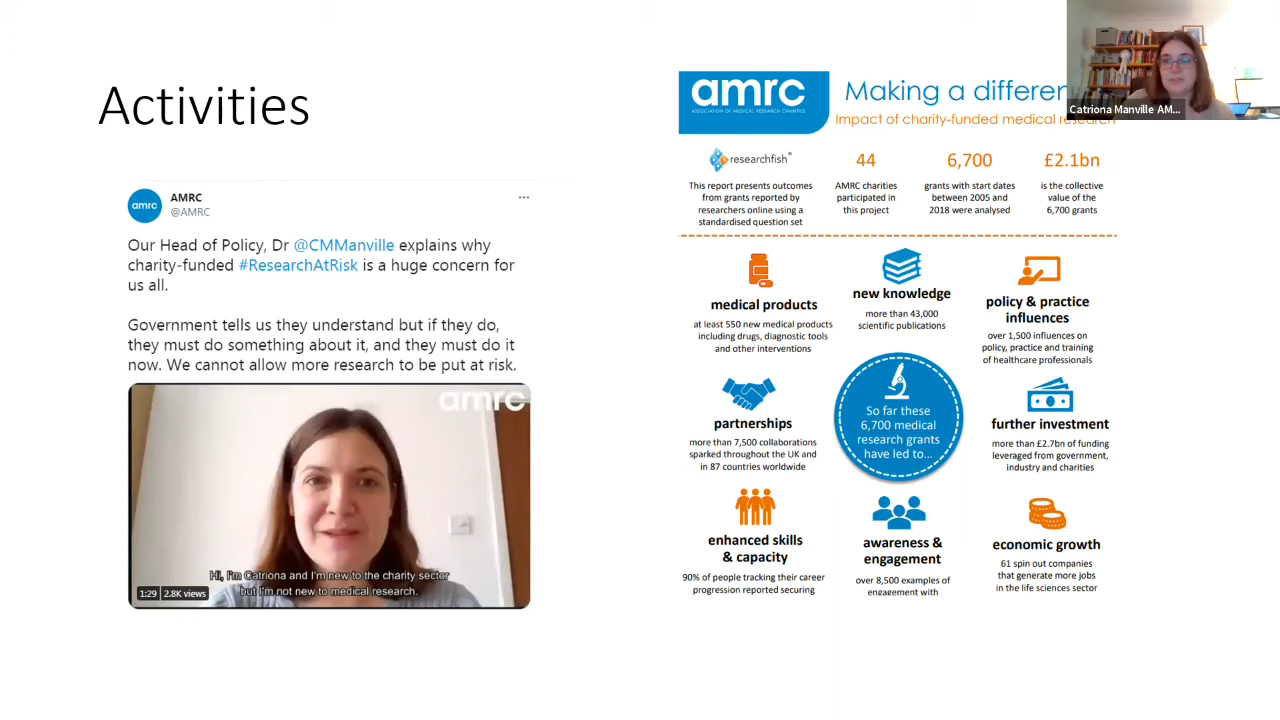 Activities
amrc
AMRC
@AMRC
Our Head of Policy, Dr @CMManville explains why
charity-funded #ResearchAtRisk is a huge concern for
us all.
Government tells us they understand but if they do,
they must do something about it, and they must do it
now. We cannot allow more research to be put at risk.
amrc
Hi, I'm Catriona and I'm new to the charity sector
but I'm not new to medical research.
1:29
2.8K views
amrc
ASSOCIATION OF MEDICAL RESEARCH CHARITIES
Making a differen
Impact of charity-funded medical research
Catriona Manville AM...
researchfish®
This report presents outcomes
from grants reported by
researchers online using a
standardised question set
44
AMRC charities
participated in
this project
6,700
grants with start dates
between 2005 and
2018 were analysed
£2.1bn
is the collective
value of the
6,700 grants
medical products
at least 550 new medical products
including drugs, diagnostic tools
and other interventions
new knowledge
more than 43,000
scientific publications
policy & practice
influences
over 1,500 influences on
policy, practice and training
of healthcare professionals
partnerships
more than 7,500 collaborations
sparked throughout the UK and
in 87 countries worldwide
So far these
6,700 medical
research grants
have led to...
further investment
more than £2.7bn of funding
leveraged from government,
industry and charities
enhanced skills
& capacity
90% of people tracking their career
progression reported securing
awareness &
engagement
over 8,500 examples of
engagement with
economic growth
61 spin out companies
that generate more jobs
in the life sciences sector